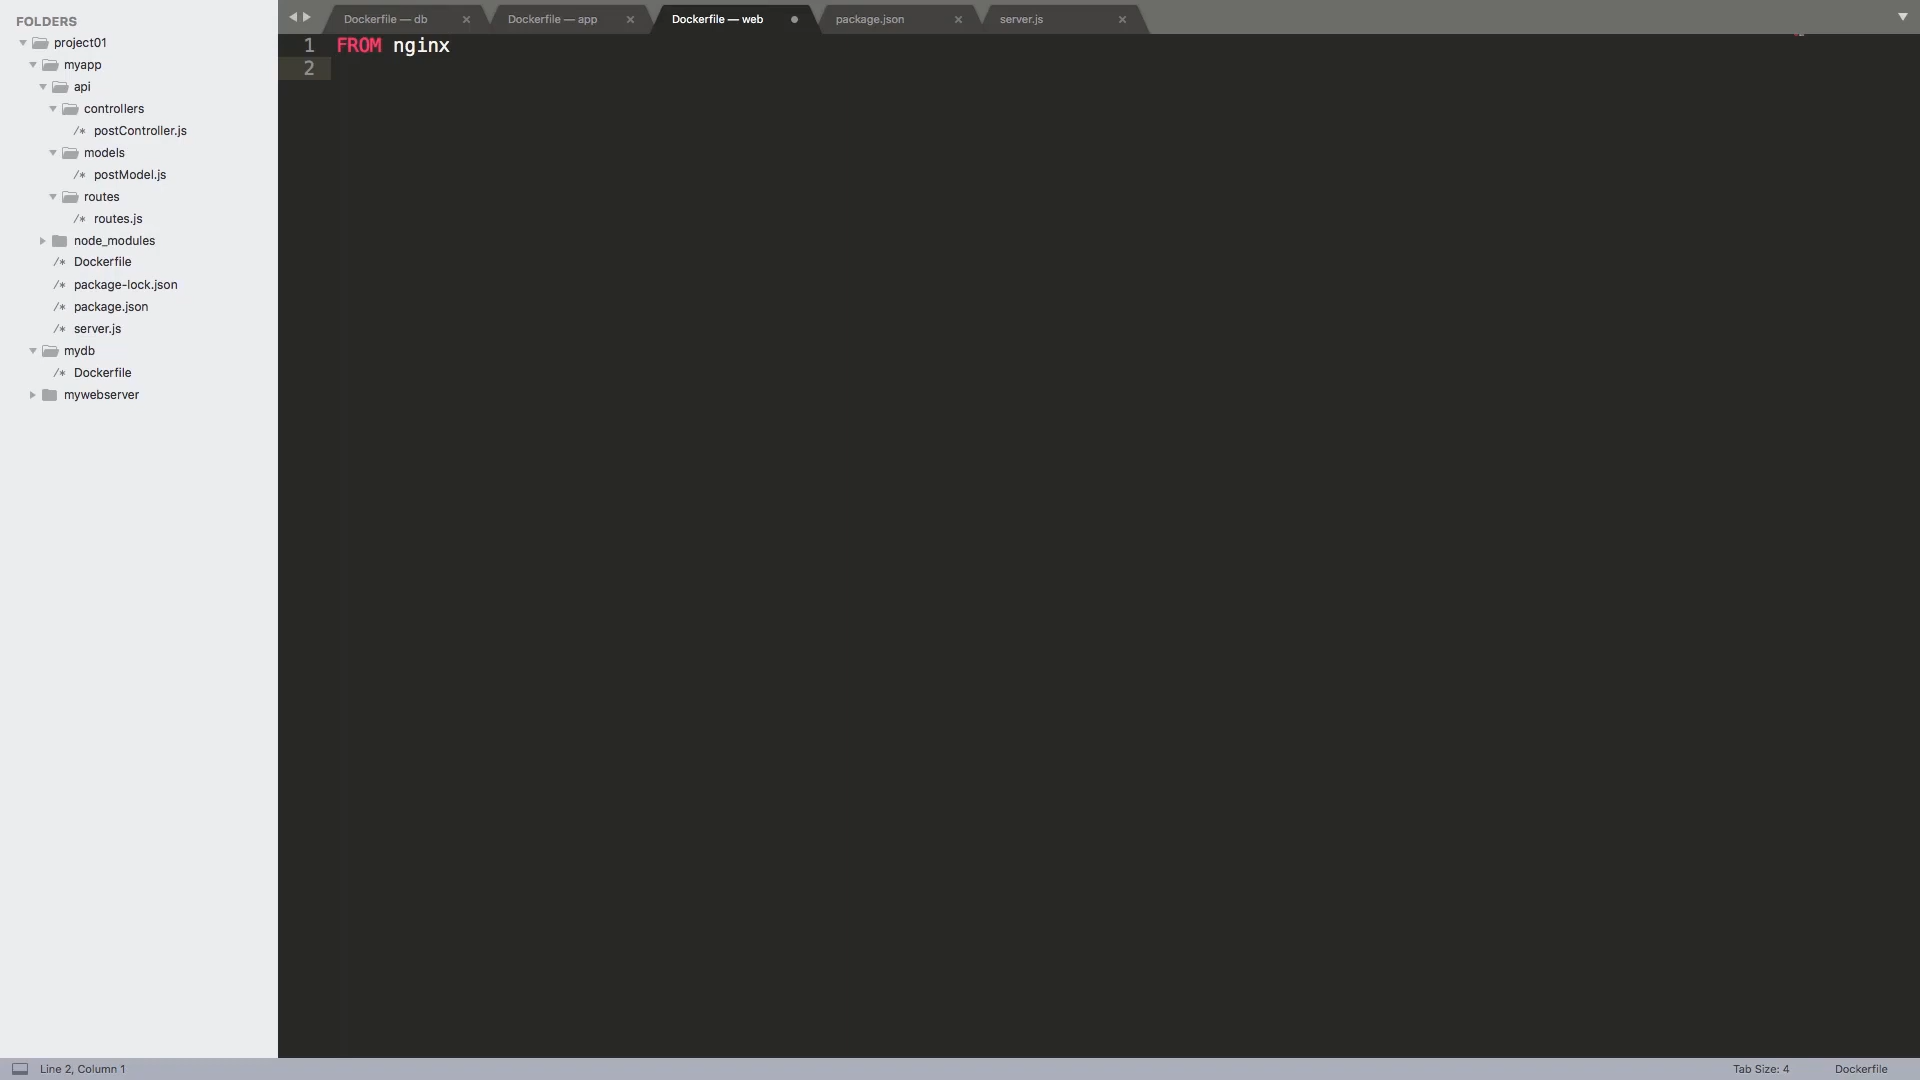 FOLDERS
project01
myapp
api
controllers
/* postController.js
models
/* postModel.js
routes
/* routes.js
node_modules
/* Dockerfile
/* package-lock.json
/* package.json
/* server.js
mydb
/* Dockerfile
mywebserver
Dockerfile — db
Dockerfile — app
Dockerfile — web
package.json
server.js
1 FROM nginx
2
Line 2, Column 1
Tab Size: 4
Dockerfile